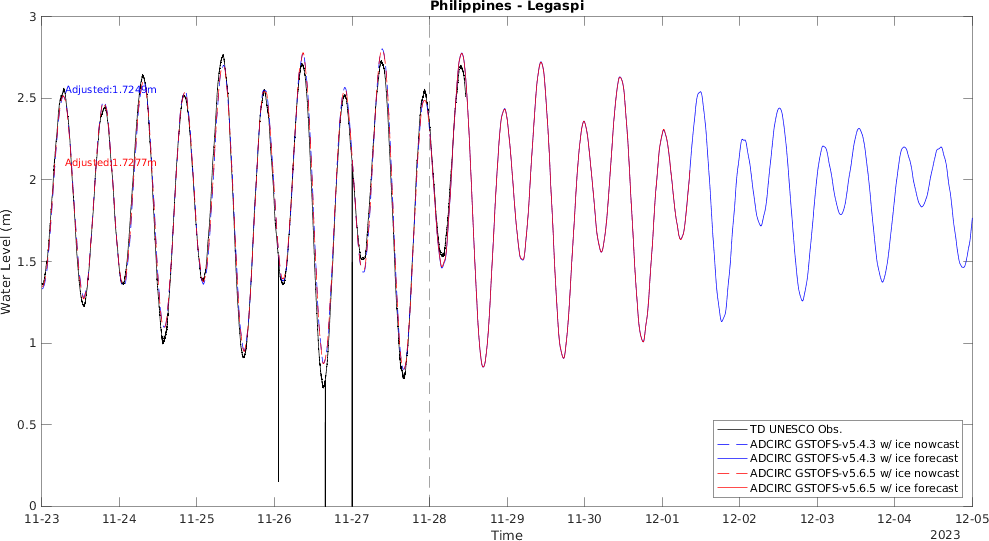 Philippines - Legaspi
Water Level (m)
3
2.5
2
1.5
1
0.5
0
Adjusted:1.7249m
Adjusted:1.7277m
TD UNESCO Obs.
ADCIRC GSTOFS-v5.4.3 w/ ice nowcast
ADCIRC GSTOFS-v5.4.3 w/ ice forecast
ADCIRC GSTOFS-v5.6.5 w/ ice nowcast
ADCIRC GSTOFS-v5.6.5 w/ ice forecast
11-23 11-24 11-25 11-26 11-27 11-28 11-29 11-30 12-01 12-02 12-03 12-04 12-05
Time
2023